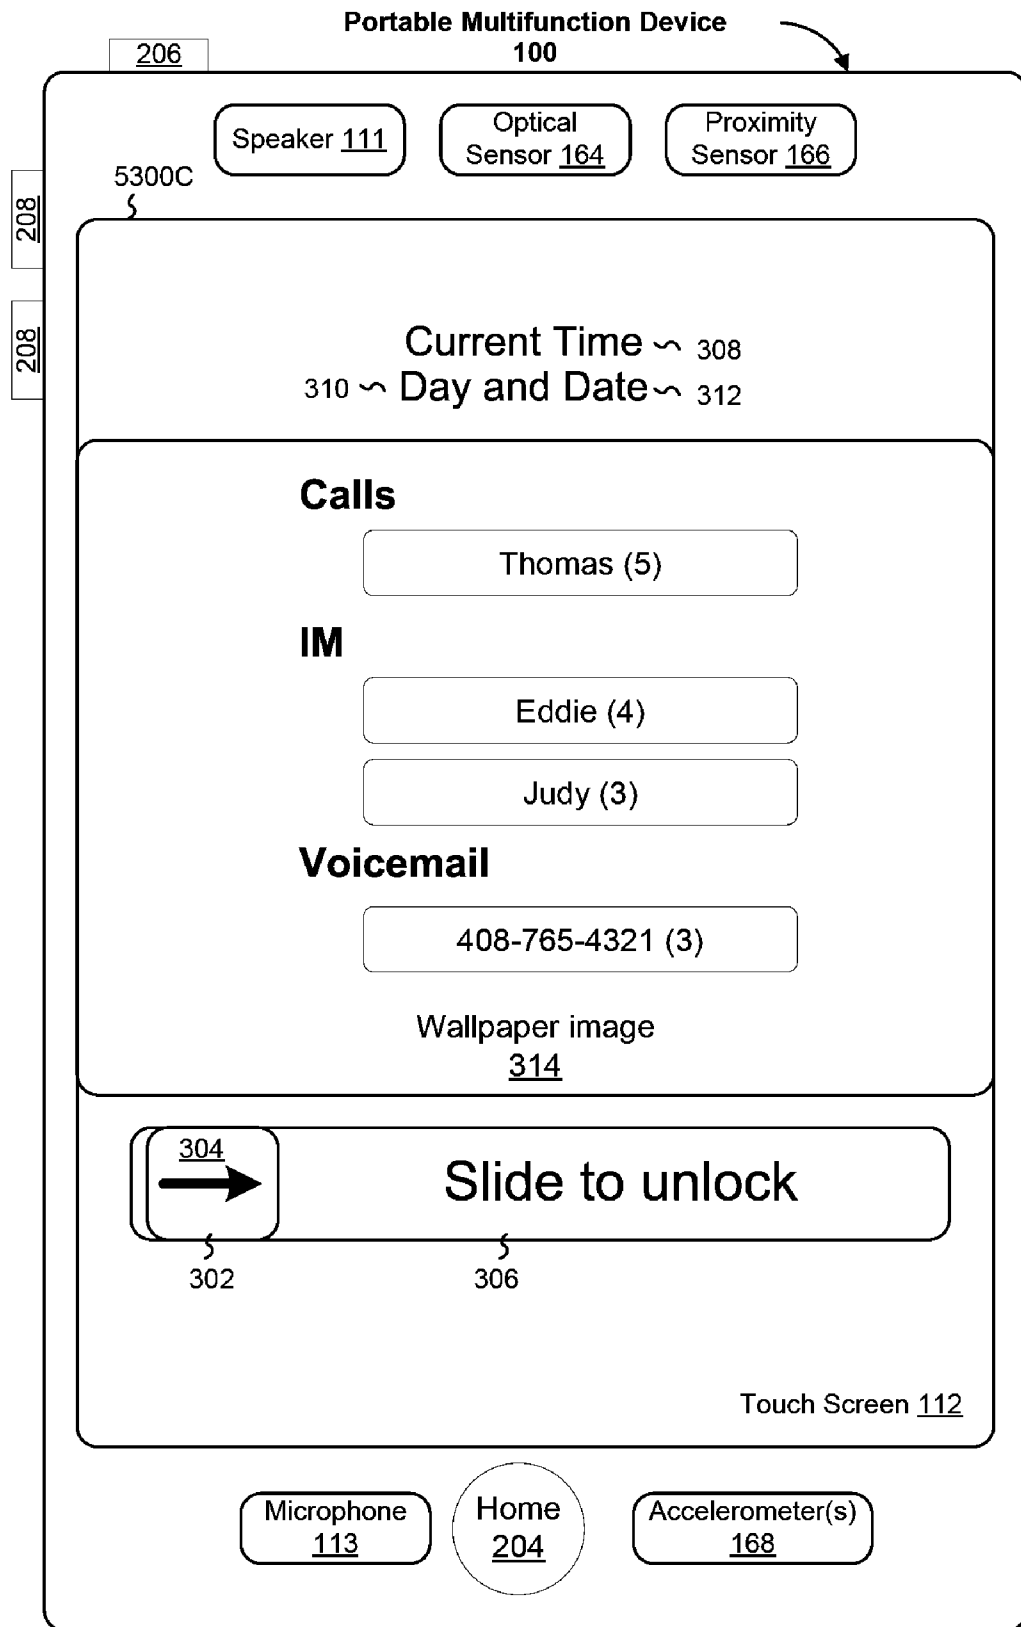 Portable Multifunction Device
100
206
Speaker 111
Optical
Sensor 164
Proximity
Sensor 166
5300C
208
208
Current Time 308
310 Day and Date 312
Calls
Thomas (5)
IM
Eddie (4)
Judy (3)
Voicemail
408-765-4321 (3)
Wallpaper image
314
304
Slide to unlock
302
306
Touch Screen 112
Microphone
113
Home
204
Accelerometer(s)
168